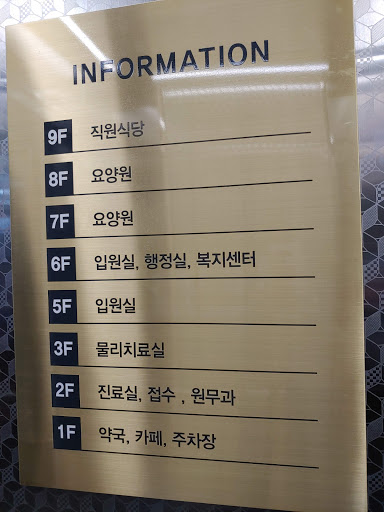 INFORMATION
9F 직원식당
8F 요양원
7F 요양원
6F 입원실, 행정실, 복지센터
5F 입원실
3F 물리치료실
2F 진료실, 접수 , 원무과
1F 약국, 카페, 주차장